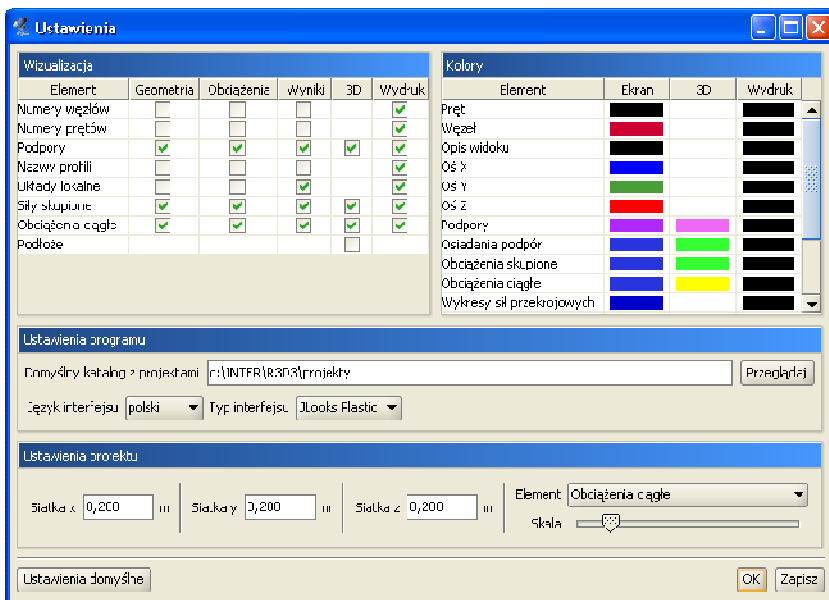 Ustawienia
Wizualizacja
Element Geometria Obciążenia Wyniki 3D Wydruk
Numery węzłów
Numery prętów
Podpory
Nazwy profili
Układy lokalne
Siły skupione
Obciążenia ciągłe
Podłoże
Kolory
Element Ekran 3D Wydruk
Pręt
Węzeł
Opis widoku
Oś X
Oś Y
Oś Z
Podpory
Osiadania podpór
Obciążenia skupione
Obciążenia ciągłe
Wykresy sił przekrojowych
Ustawienia programu
Domyślny katalog z projektami c:\INTER\R3D3\projekty Przeglądaj
Język interfejsu polski Typ interfejsu JLooks Plastic
Ustawienia projektu
Siatka x 0,200 m Siatka y 0,200 m Siatka z 0,200 m
Element Obciążenia ciągłe
Skala
Ustawienia domyślne OK Zapisz